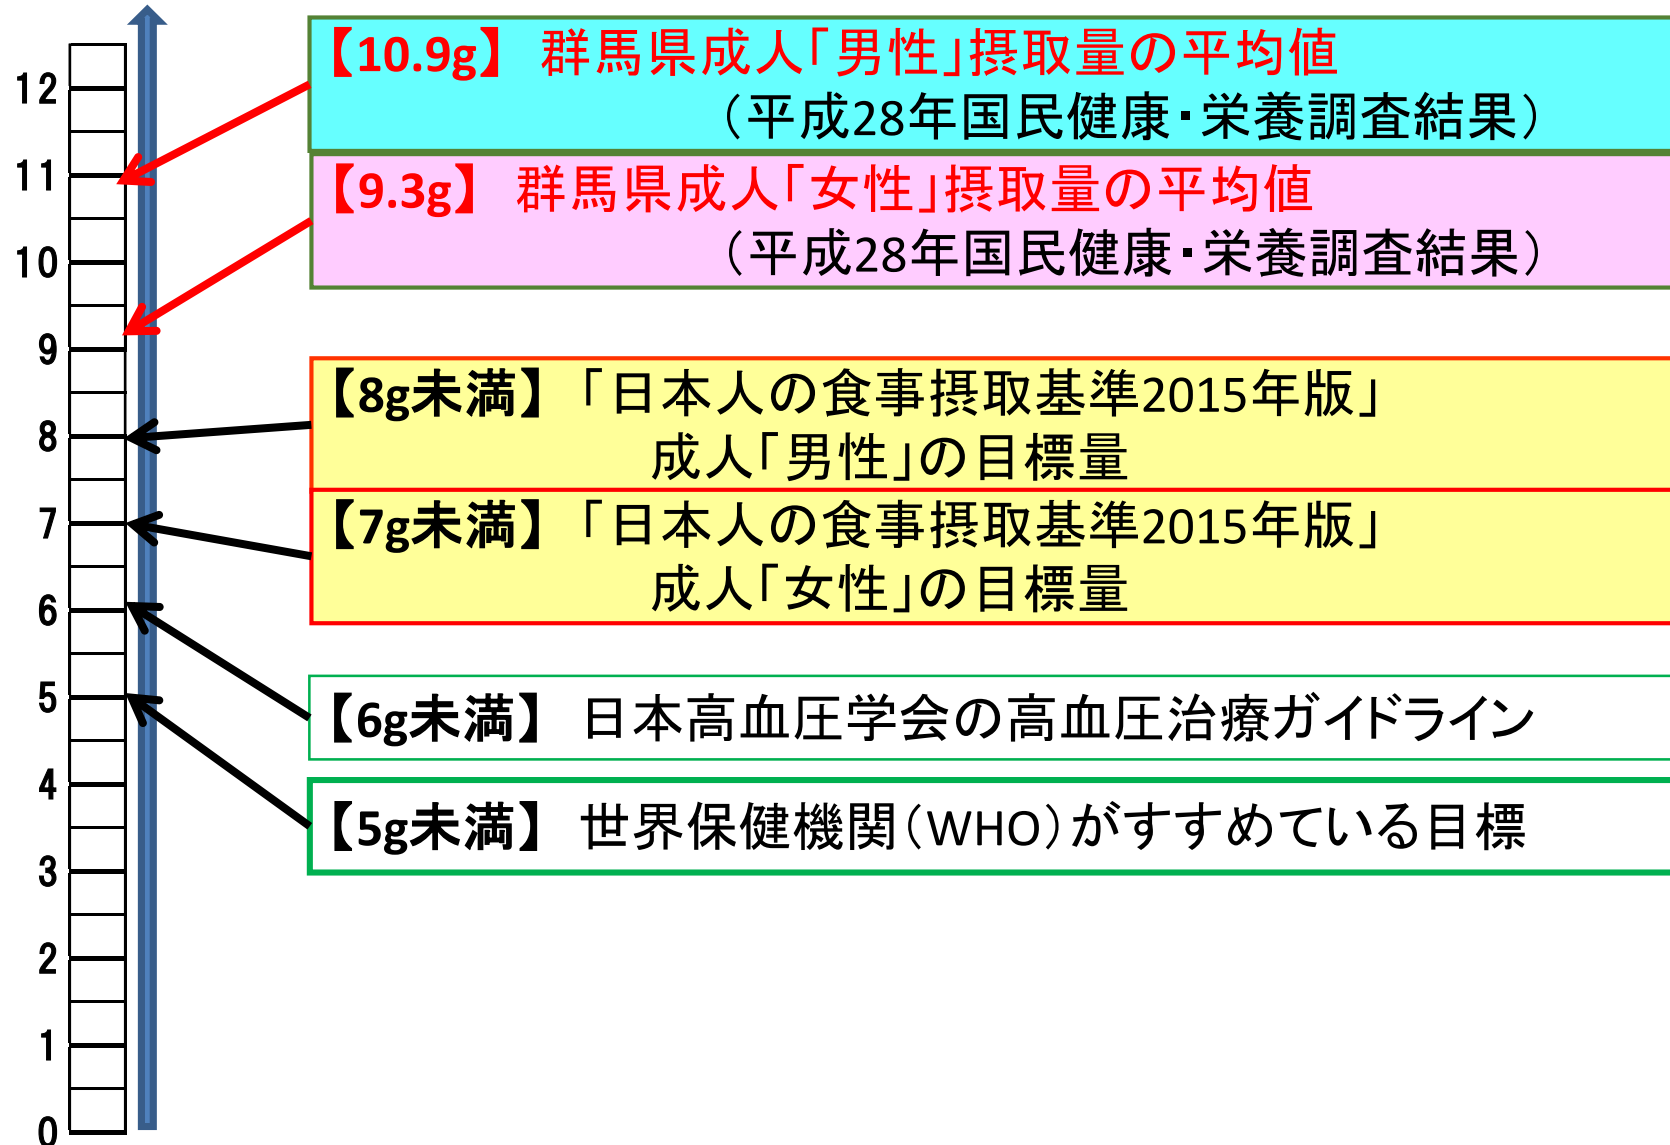 12
11
10
9
8
7
6
5
4
3
2
1
0
【10.9g】 群馬県成人「男性」摂取量の平均値
（平成28年国民健康・栄養調査結果）
【9.3g】 群馬県成人「女性」摂取量の平均値
（平成28年国民健康・栄養調査結果）
【8g未満】「日本人の食事摂取基準2015年版」
成人「男性」の目標量
【7g未満】「日本人の食事摂取基準2015年版」
成人「女性」の目標量
【6g未満】 日本高血圧学会の高血圧治療ガイドライン
【5g未満】 世界保健機関（WHO）がすすめている目標